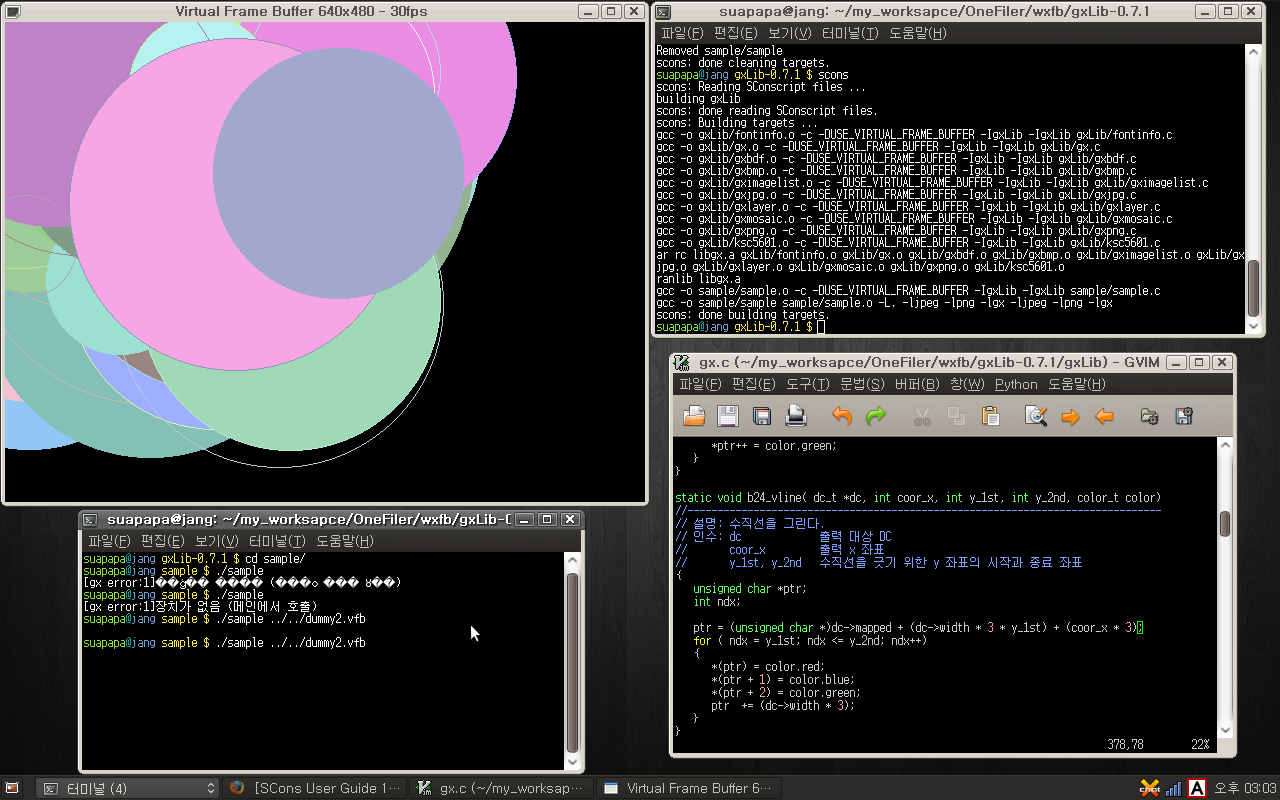 Virtual Frame Buffer 640x480 - 30fps
suapapa@jang: ~/my_worksapce/OneFiler/wxfb/gxLib-0.7.1
파일(F) 편집(E) 보기(V) 터미널(T) 도움말(H)
Removed sample/sample
scons: done cleaning targets.
suapapa@jang gxLib-0.7.1 $ scons
scons: Reading SConscript files ...
building gxLib
scons: done reading SConscript files.
scons: Building targets ...
gcc -o gxLib/fontinfo.o -c -DUSE_VIRTUAL_FRAME_BUFFER -IgxLib -IgxLib gxLib/fontinfo.c
gcc -o gxLib/gx.o -c -DUSE_VIRTUAL_FRAME_BUFFER -IgxLib -IgxLib gxLib/gx.c
gcc -o gxLib/gxbdf.o -c -DUSE_VIRTUAL_FRAME_BUFFER -IgxLib -IgxLib gxLib/gxbdf.c
gcc -o gxLib/gxbmp.o -c -DUSE_VIRTUAL_FRAME_BUFFER -IgxLib -IgxLib gxLib/gxbmp.c
gcc -o gxLib/gximagelist.o -c -DUSE_VIRTUAL_FRAME_BUFFER -IgxLib -IgxLib gxLib/gximagelist.c
gcc -o gxLib/gxjpg.o -c -DUSE_VIRTUAL_FRAME_BUFFER -IgxLib -IgxLib gxLib/gxjpg.c
gcc -o gxLib/gxlayer.o -c -DUSE_VIRTUAL_FRAME_BUFFER -IgxLib -IgxLib gxLib/gxlayer.c
gcc -o gxLib/gxmosaic.o -c -DUSE_VIRTUAL_FRAME_BUFFER -IgxLib -IgxLib gxLib/gxmosaic.c
gcc -o gxLib/gxpng.o -c -DUSE_VIRTUAL_FRAME_BUFFER -IgxLib -IgxLib gxLib/gxpng.c
gcc -o gxLib/ksc5601.o -c -DUSE_VIRTUAL_FRAME_BUFFER -IgxLib -IgxLib gxLib/ksc5601.c
ar rc libgx.a gxLib/fontinfo.o gxLib/gx.o gxLib/gxbdf.o gxLib/gxbmp.o gxLib/gximagelist.o gxLib/gx
jpg.o gxLib/gxlayer.o gxLib/gxmosaic.o gxLib/gxpng.o gxLib/ksc5601.o
ranlib libgx.a
gcc -o sample/sample.o -c -DUSE_VIRTUAL_FRAME_BUFFER -IgxLib -IgxLib sample/sample.c
gcc -o sample/sample sample/sample.o -L. -ljpeg -lpng -lgx -ljpeg -lpng -lgx
scons: done building targets.
suapapa@jang gxLib-0.7.1 $
gx.c (~/my_worksapce/OneFiler/wxfb/gxLib-0.7.1/gxLib) - GVIM
파일(F) 편집(E) 도구(T) 문법(S) 버퍼(B) 창(W) Python 도움말(H)
*ptr++ = color.green;
}
}
static void b24_vline( dc_t *dc, int coor_x, int y_1st, int y_2nd, color_t color)
//------------------------------------------------------------------------------
// 설명: 수직선을 그린다.
// 인수: dc 출력 대상 DC
// coor_x 출력 x 좌표
// y_1st, y_2nd 수직선을 긋기 위한 y 좌표의 시작과 종료 좌표
{
unsigned char *ptr;
int ndx;
ptr = (unsigned char *)dc->mapped + (dc->width * 3 * y_1st) + (coor_x * 3);
for ( ndx = y_1st; ndx <= y_2nd; ndx++)
{
*(ptr) = color.red;
*(ptr + 1) = color.blue;
*(ptr + 2) = color.green;
ptr += (dc->width * 3);
}
}
378,78 22%
suapapa@jang: ~/my_worksapce/OneFiler/wxfb/gxLib-0
파일(F) 편집(E) 보기(V) 터미널(T) 도움말(H)
suapapa@jang gxLib-0.7.1 $ cd sample/
suapapa@jang sample $ ./sample
[gx error:1]
suapapa@jang sample $ ./sample
[gx error:1]장치가 없음 (메인에서 호출)
suapapa@jang sample $ ./sample ../../dummy2.vfb
suapapa@jang sample $ ./sample ../../dummy2.vfb
터미널 (4)
[SCons User Guide 1...
gx.c (~/my_worksap...
Virtual Frame Buffer 6...
A
오후 03:03